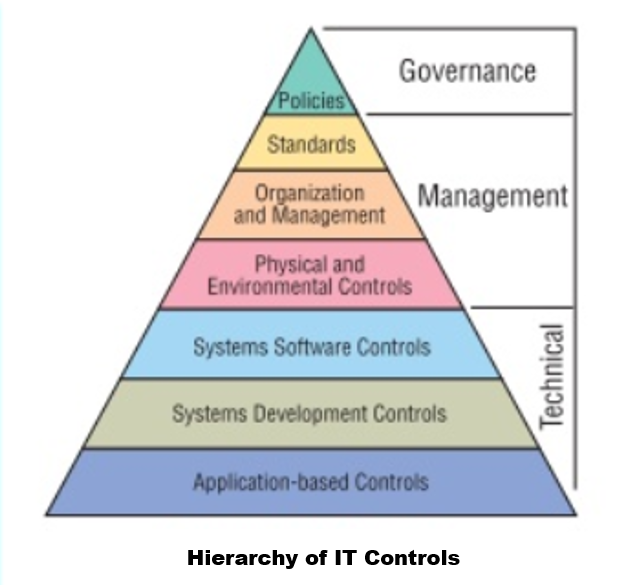 Governance
Policies
Standards
Organization
and Management
Management
Physical and
Environmental Controls
Systems Software Controls
Technical
Systems Development Controls
Application-based Controls
Hierarchy of IT Controls